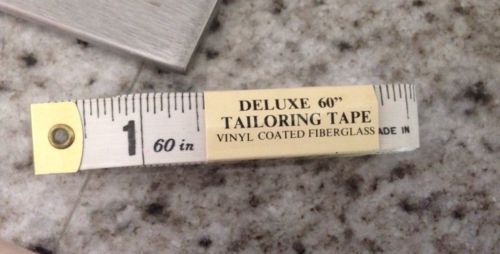 1
60 in
DELUXE 60"
TAILORING TAPE
VINYL COATED FIBERGLASS
ADE IN